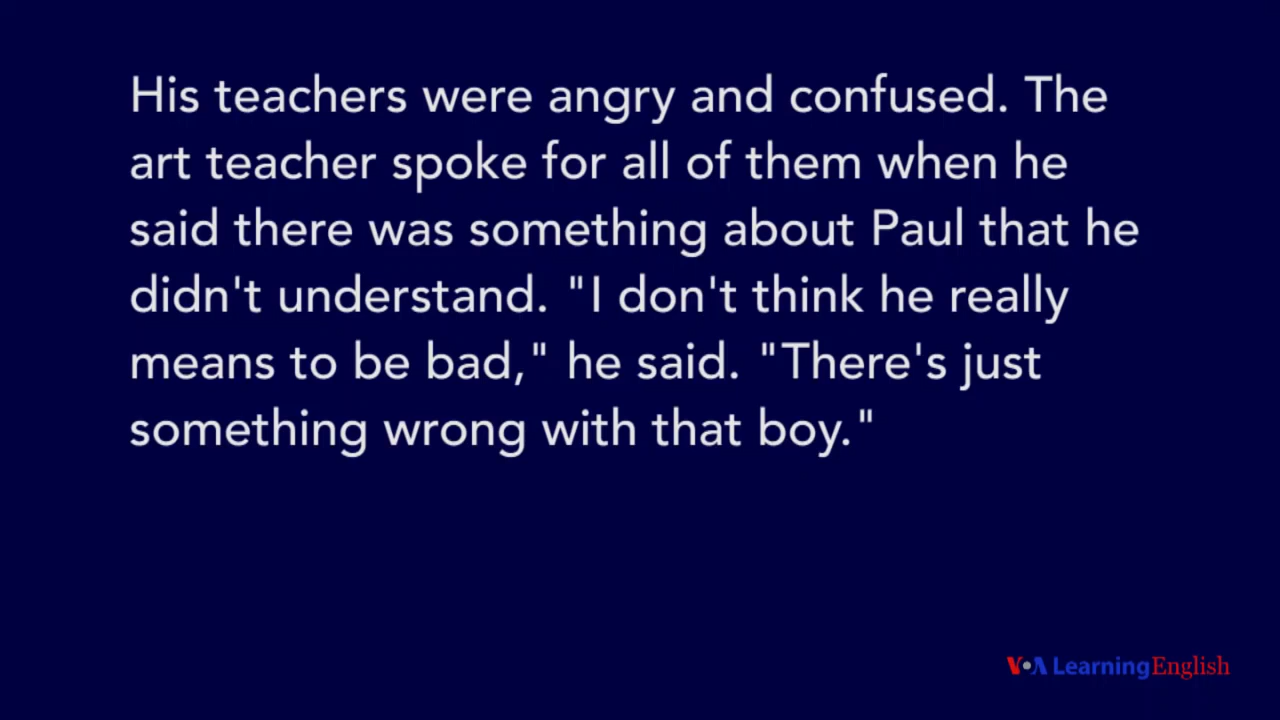 His teachers were angry and confused. The
art teacher spoke for all of them when he
said there was something about Paul that he
didn't understand. "I don't think he really
means to be bad," he said. "There's just
something wrong with that boy."
VOA Learning English